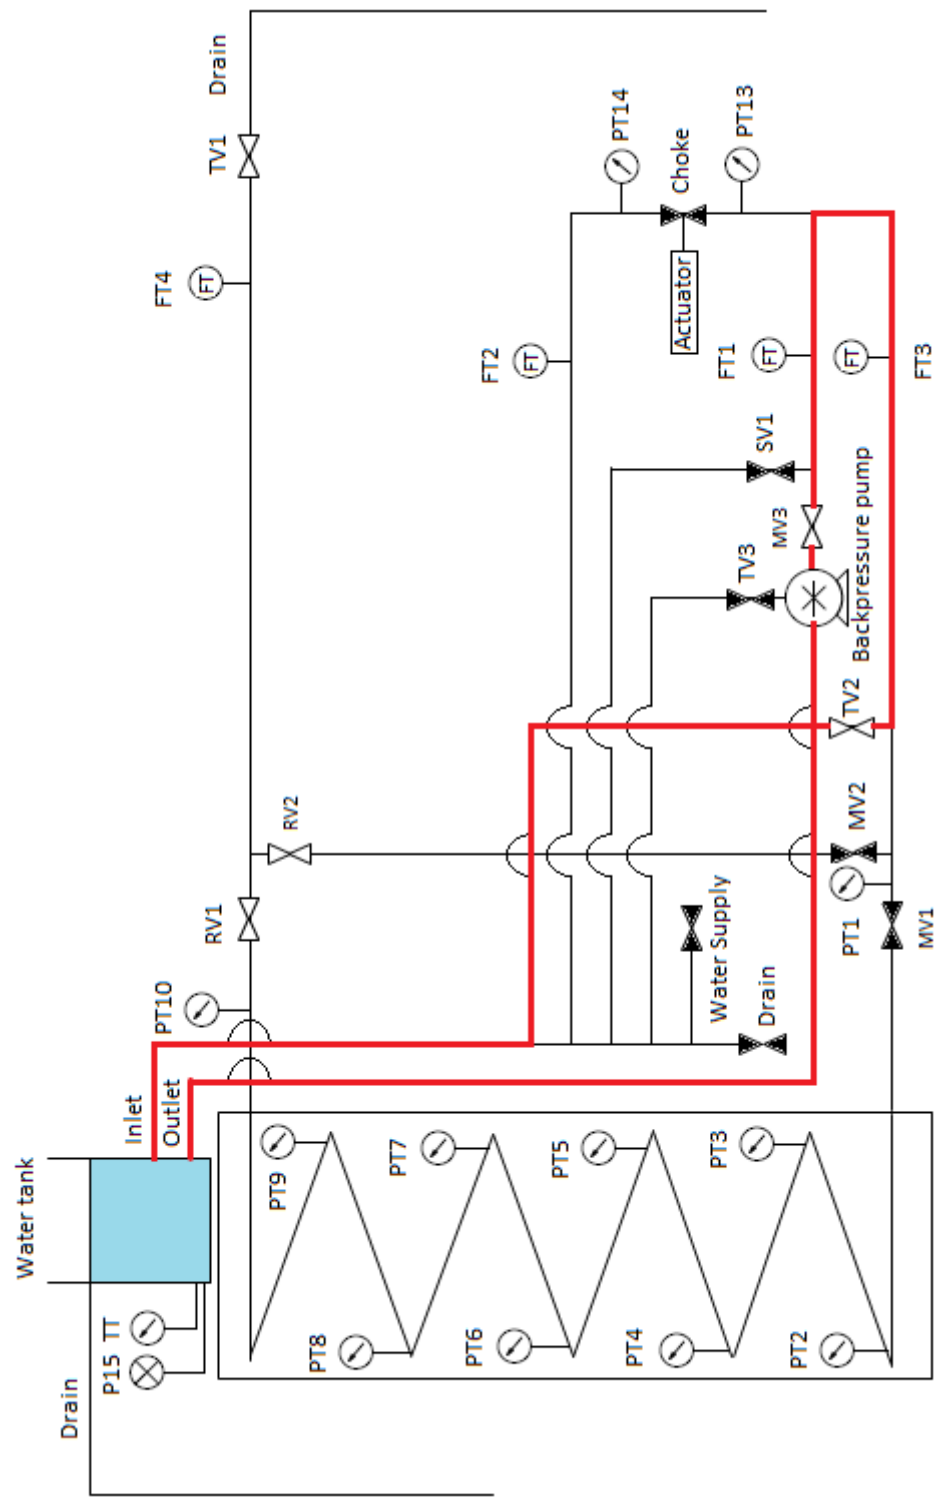 Drain
TV1
FT4
FT
PT14
PT13
Choke
Actuator
FT2
FT
FT1
FT
FT
FT3
SV1
MV3
TV3
Backpressure pump
TV2
RV2
MV2
RV1
PT1
MV1
Water Supply
Drain
PT10
Inlet
Outlet
Water tank
PT9
PT7
PT5
PT3
P15
TT
PT8
PT6
PT4
PT2
Drain